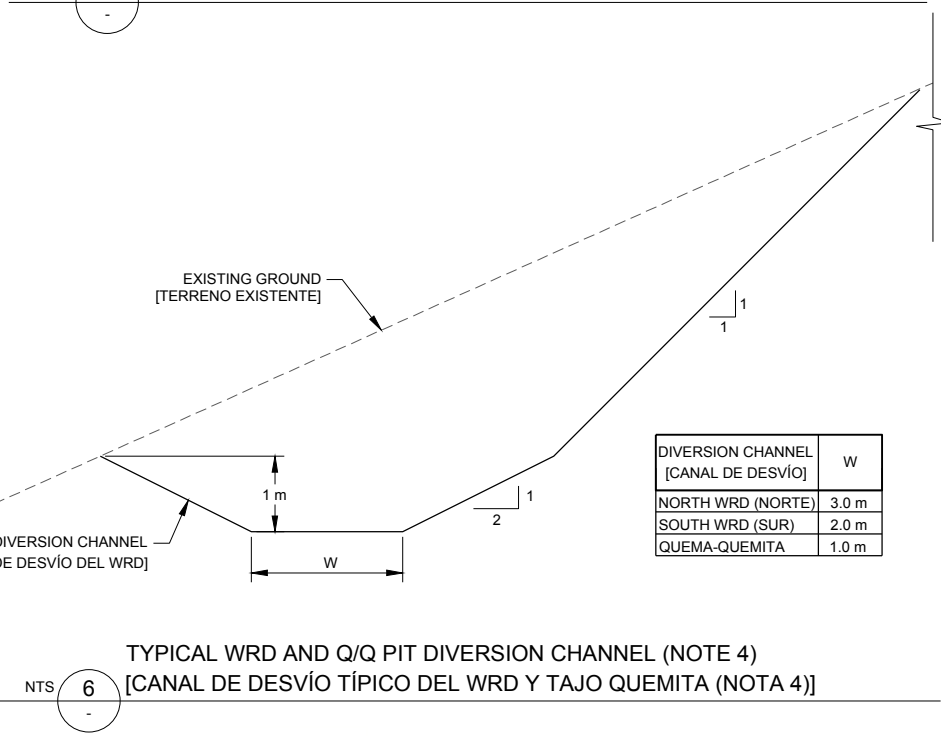 -
EXISTING GROUND
[TERRENO EXISTENTE]
1
1
1 m
1
2
W
DIVERSION CHANNEL
DE DESVÍO DEL WRD]
DIVERSION CHANNEL
[CANAL DE DESVÍO] W
NORTH WRD (NORTE) 3.0 m
SOUTH WRD (SUR) 2.0 m
QUEMA-QUEMITA 1.0 m
TYPICAL WRD AND Q/Q PIT DIVERSION CHANNEL (NOTE 4)
[CANAL DE DESVÍO TÍPICO DEL WRD Y TAJO QUEMITA (NOTA 4)]
NTS 6
-